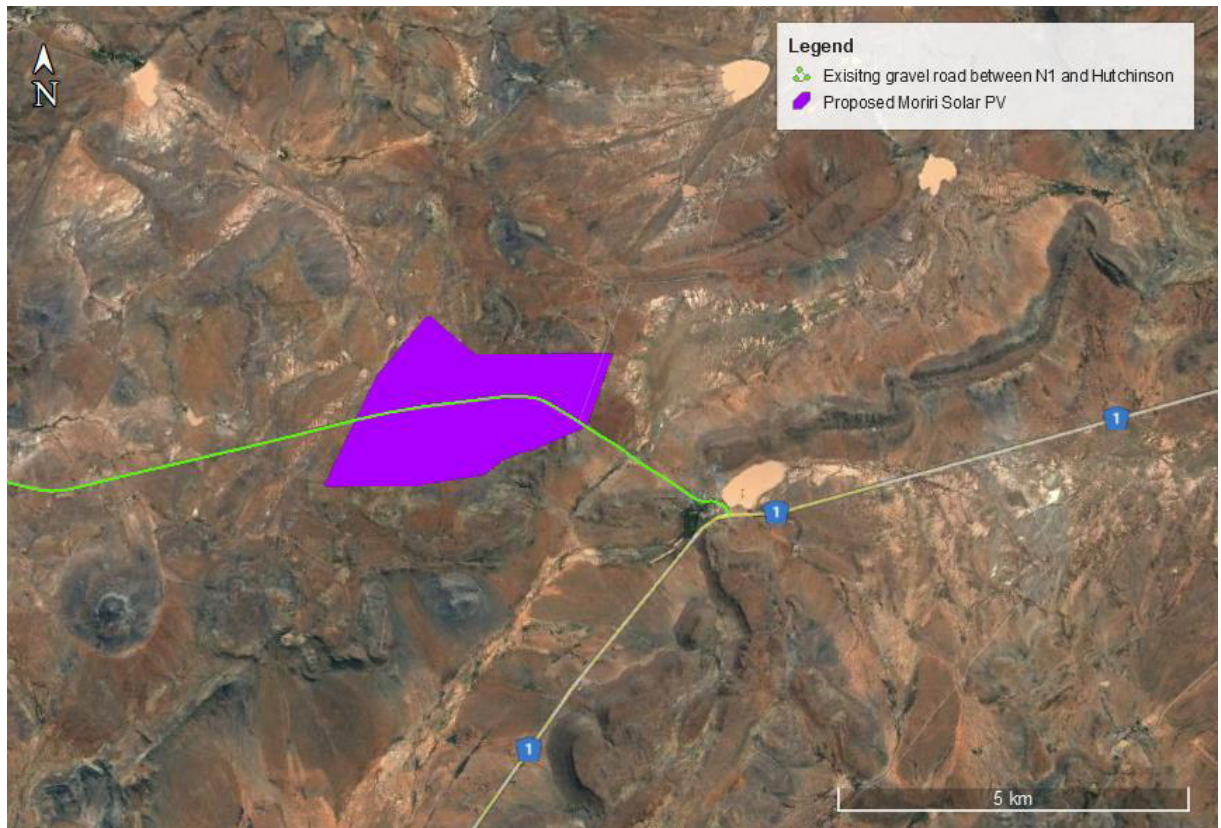 N
Legend
Exisitng gravel road between N1 and Hutchinson
Proposed Moriri Solar PV
1
1
1
5 km